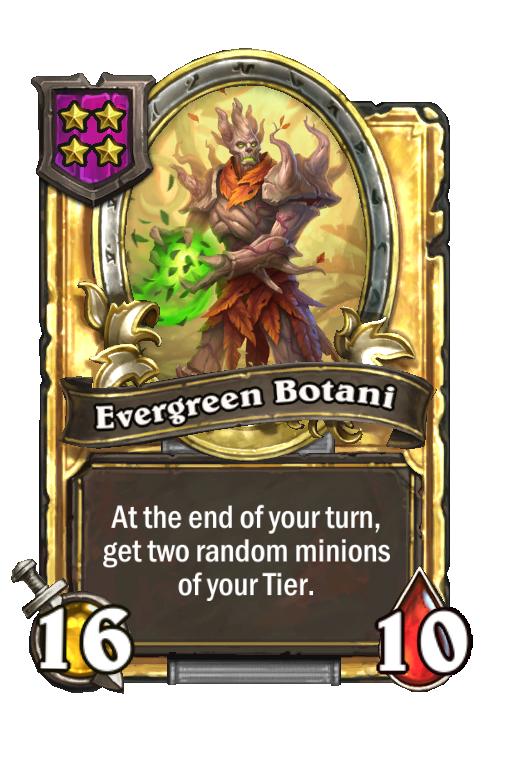 Evergreen Botani
At the end of your turn,
get two random minions
of your Tier.
16
10